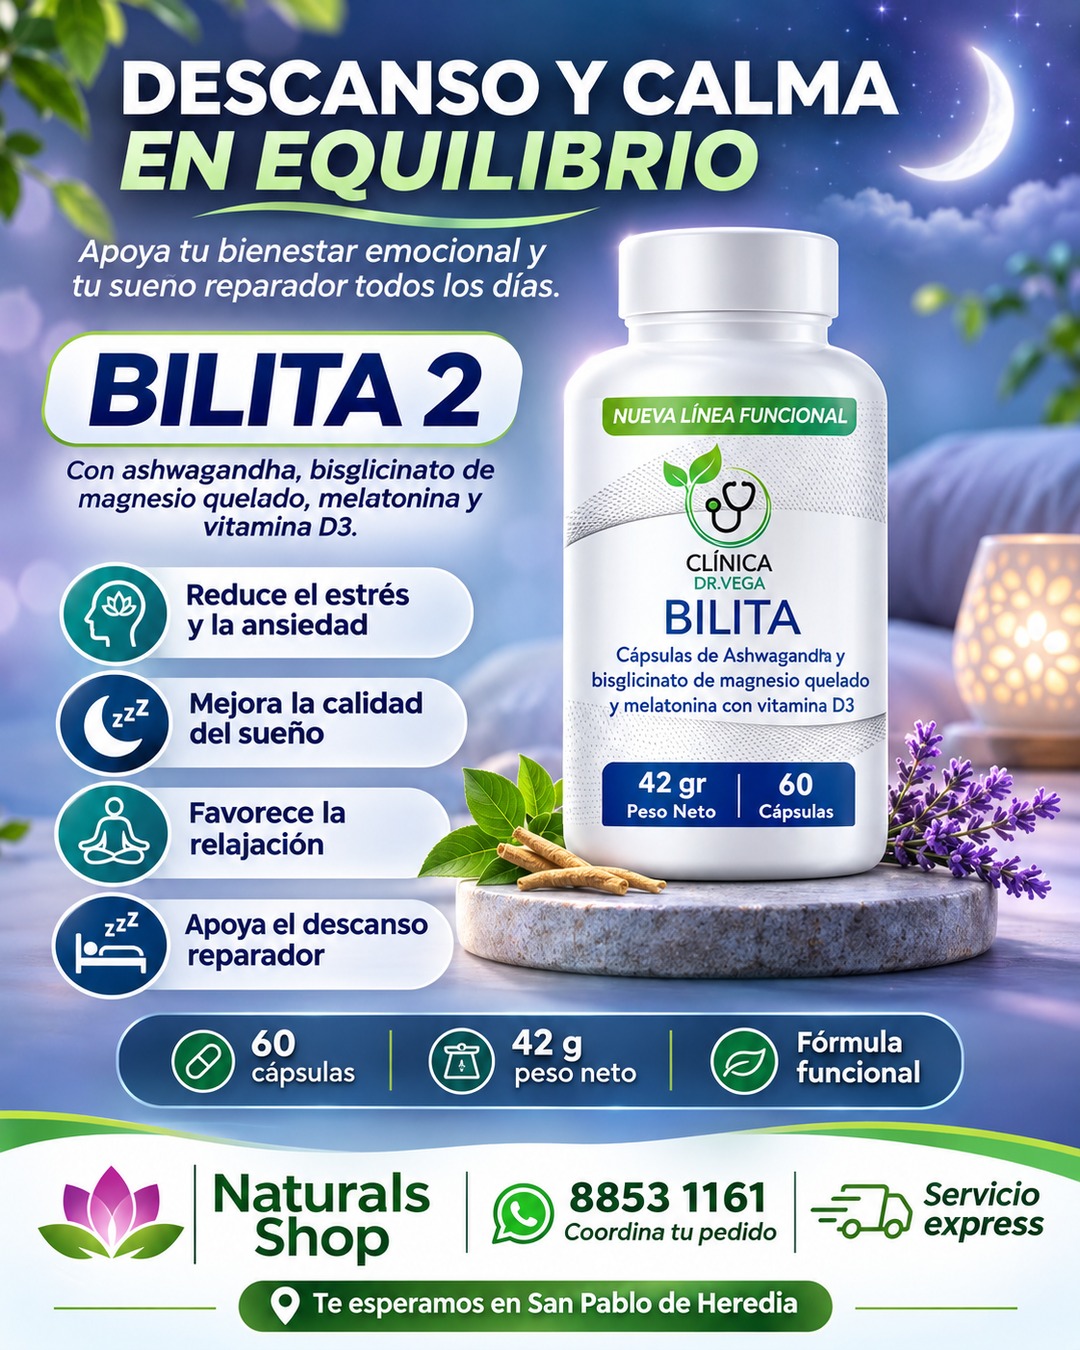 DESCANSO Y CALMA
EN EQUILIBRIO
Apoya tu bienestar emocional y
tu sueño reparador todos los días.
BILITA 2
Con ashwagandha, bisglicinato de
magnesio quelado, melatonina y
vitamina D3.
Reduce el estrés
y la ansiedad
zzZ
Mejora la calidad
del sueño
Favorece la
relajación
zzZ
Apoya el descanso
reparador
NUEVA LÍNEA FUNCIONAL
CLÍNICA
DR.VEGA
BILITA
Cápsulas de Ashwagandha y
bisglicinato de magnesio quelado
y melatonina con vitamina D3
42 gr
Peso Neto
60
Cápsulas
60
cápsulas
42 g
peso neto
Fórmula
funcional
Naturals
Shop
8853 1161
Coordina tu pedido
Servicio
express
Te esperamos en San Pablo de Heredia